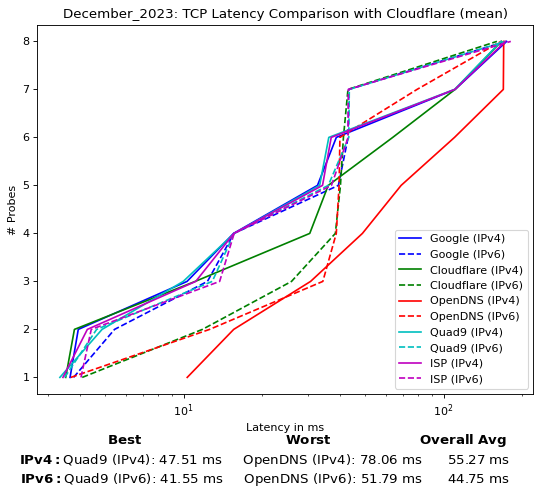 December_2023: TCP Latency Comparison with Cloudflare (mean)
8
7
6
5
4
3
2
1
# Probes
Google (IPv4)
Google (IPv6)
Cloudflare (IPv4)
Cloudflare (IPv6)
OpenDNS (IPv4)
OpenDNS (IPv6)
Quad9 (IPv4)
Quad9 (IPv6)
ISP (IPv4)
ISP (IPv6)
10¹ 10²
Latency in ms
Best Worst Overall Avg
IPv4: Quad9 (IPv4): 47.51 ms OpenDNS (IPv4): 78.06 ms 55.27 ms
IPv6: Quad9 (IPv6): 41.55 ms OpenDNS (IPv6): 51.79 ms 44.75 ms